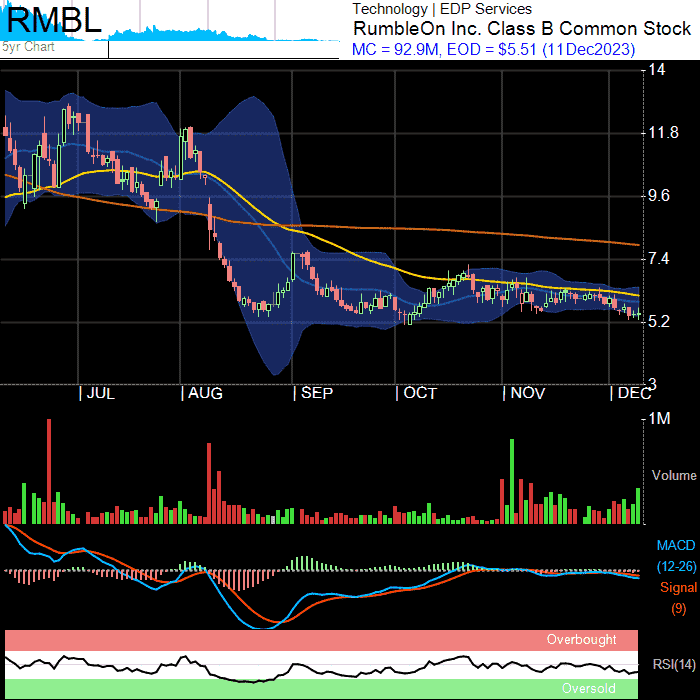 RMBL
5yr Chart
Technology | EDP Services
RumbleOn Inc. Class B Common Stock
MC = 92.9M, EOD = $5.51 (11Dec2023)
14
11.8
9.6
7.4
5.2
3
JUL AUG SEP OCT NOV DEC
1M
Volume
MACD
(12-26)
Signal
(9)
Overbought
RSI(14)
Oversold